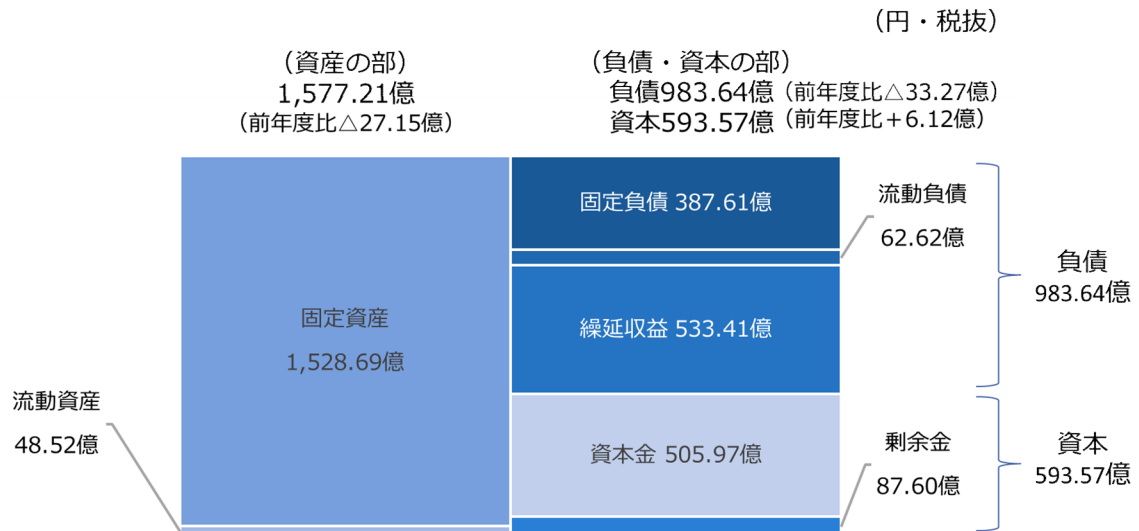 （円・税抜）
（資産の部）
1,577.21億
（前年度比△27.15億）
（負債・資本の部）
負債983.64億（前年度比△33.27億）
資本593.57億（前年度比＋6.12億）
固定資産
1,528.69億
流動資産
48.52億
固定負債 387.61億
流動負債
62.62億
繰延収益 533.41億
資本金 505.97億
剰余金
87.60億
負債
983.64億
資本
593.57億